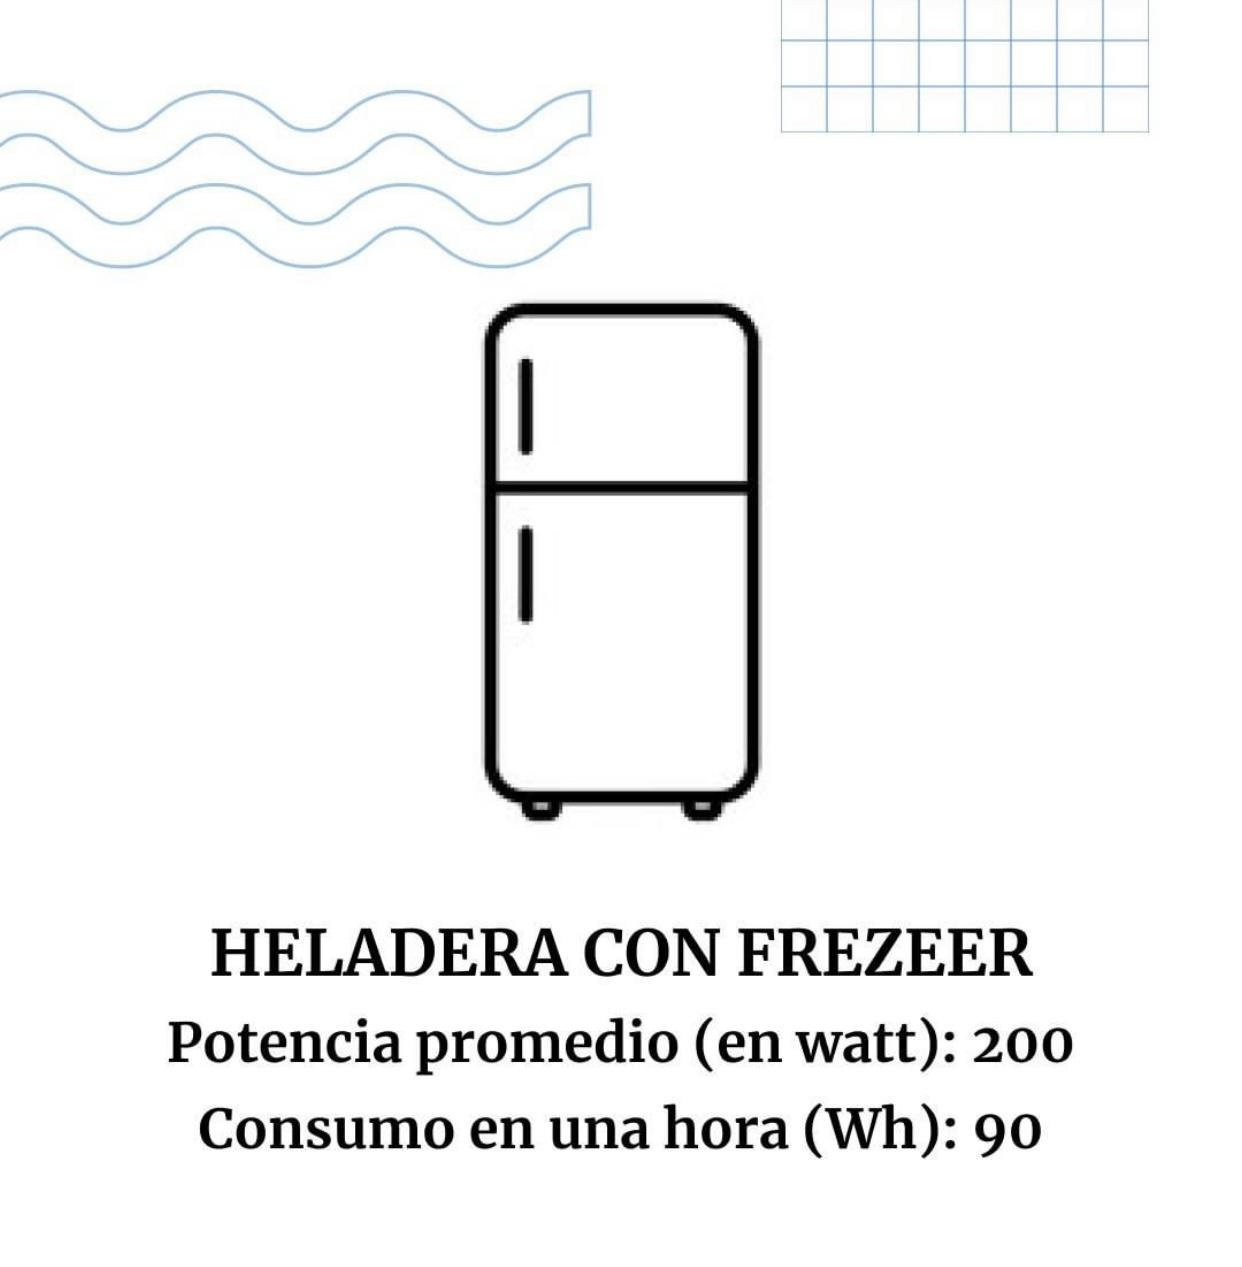 HELADERA CON FREZEER
Potencia promedio (en watt): 200
Consumo en una hora (Wh): 90